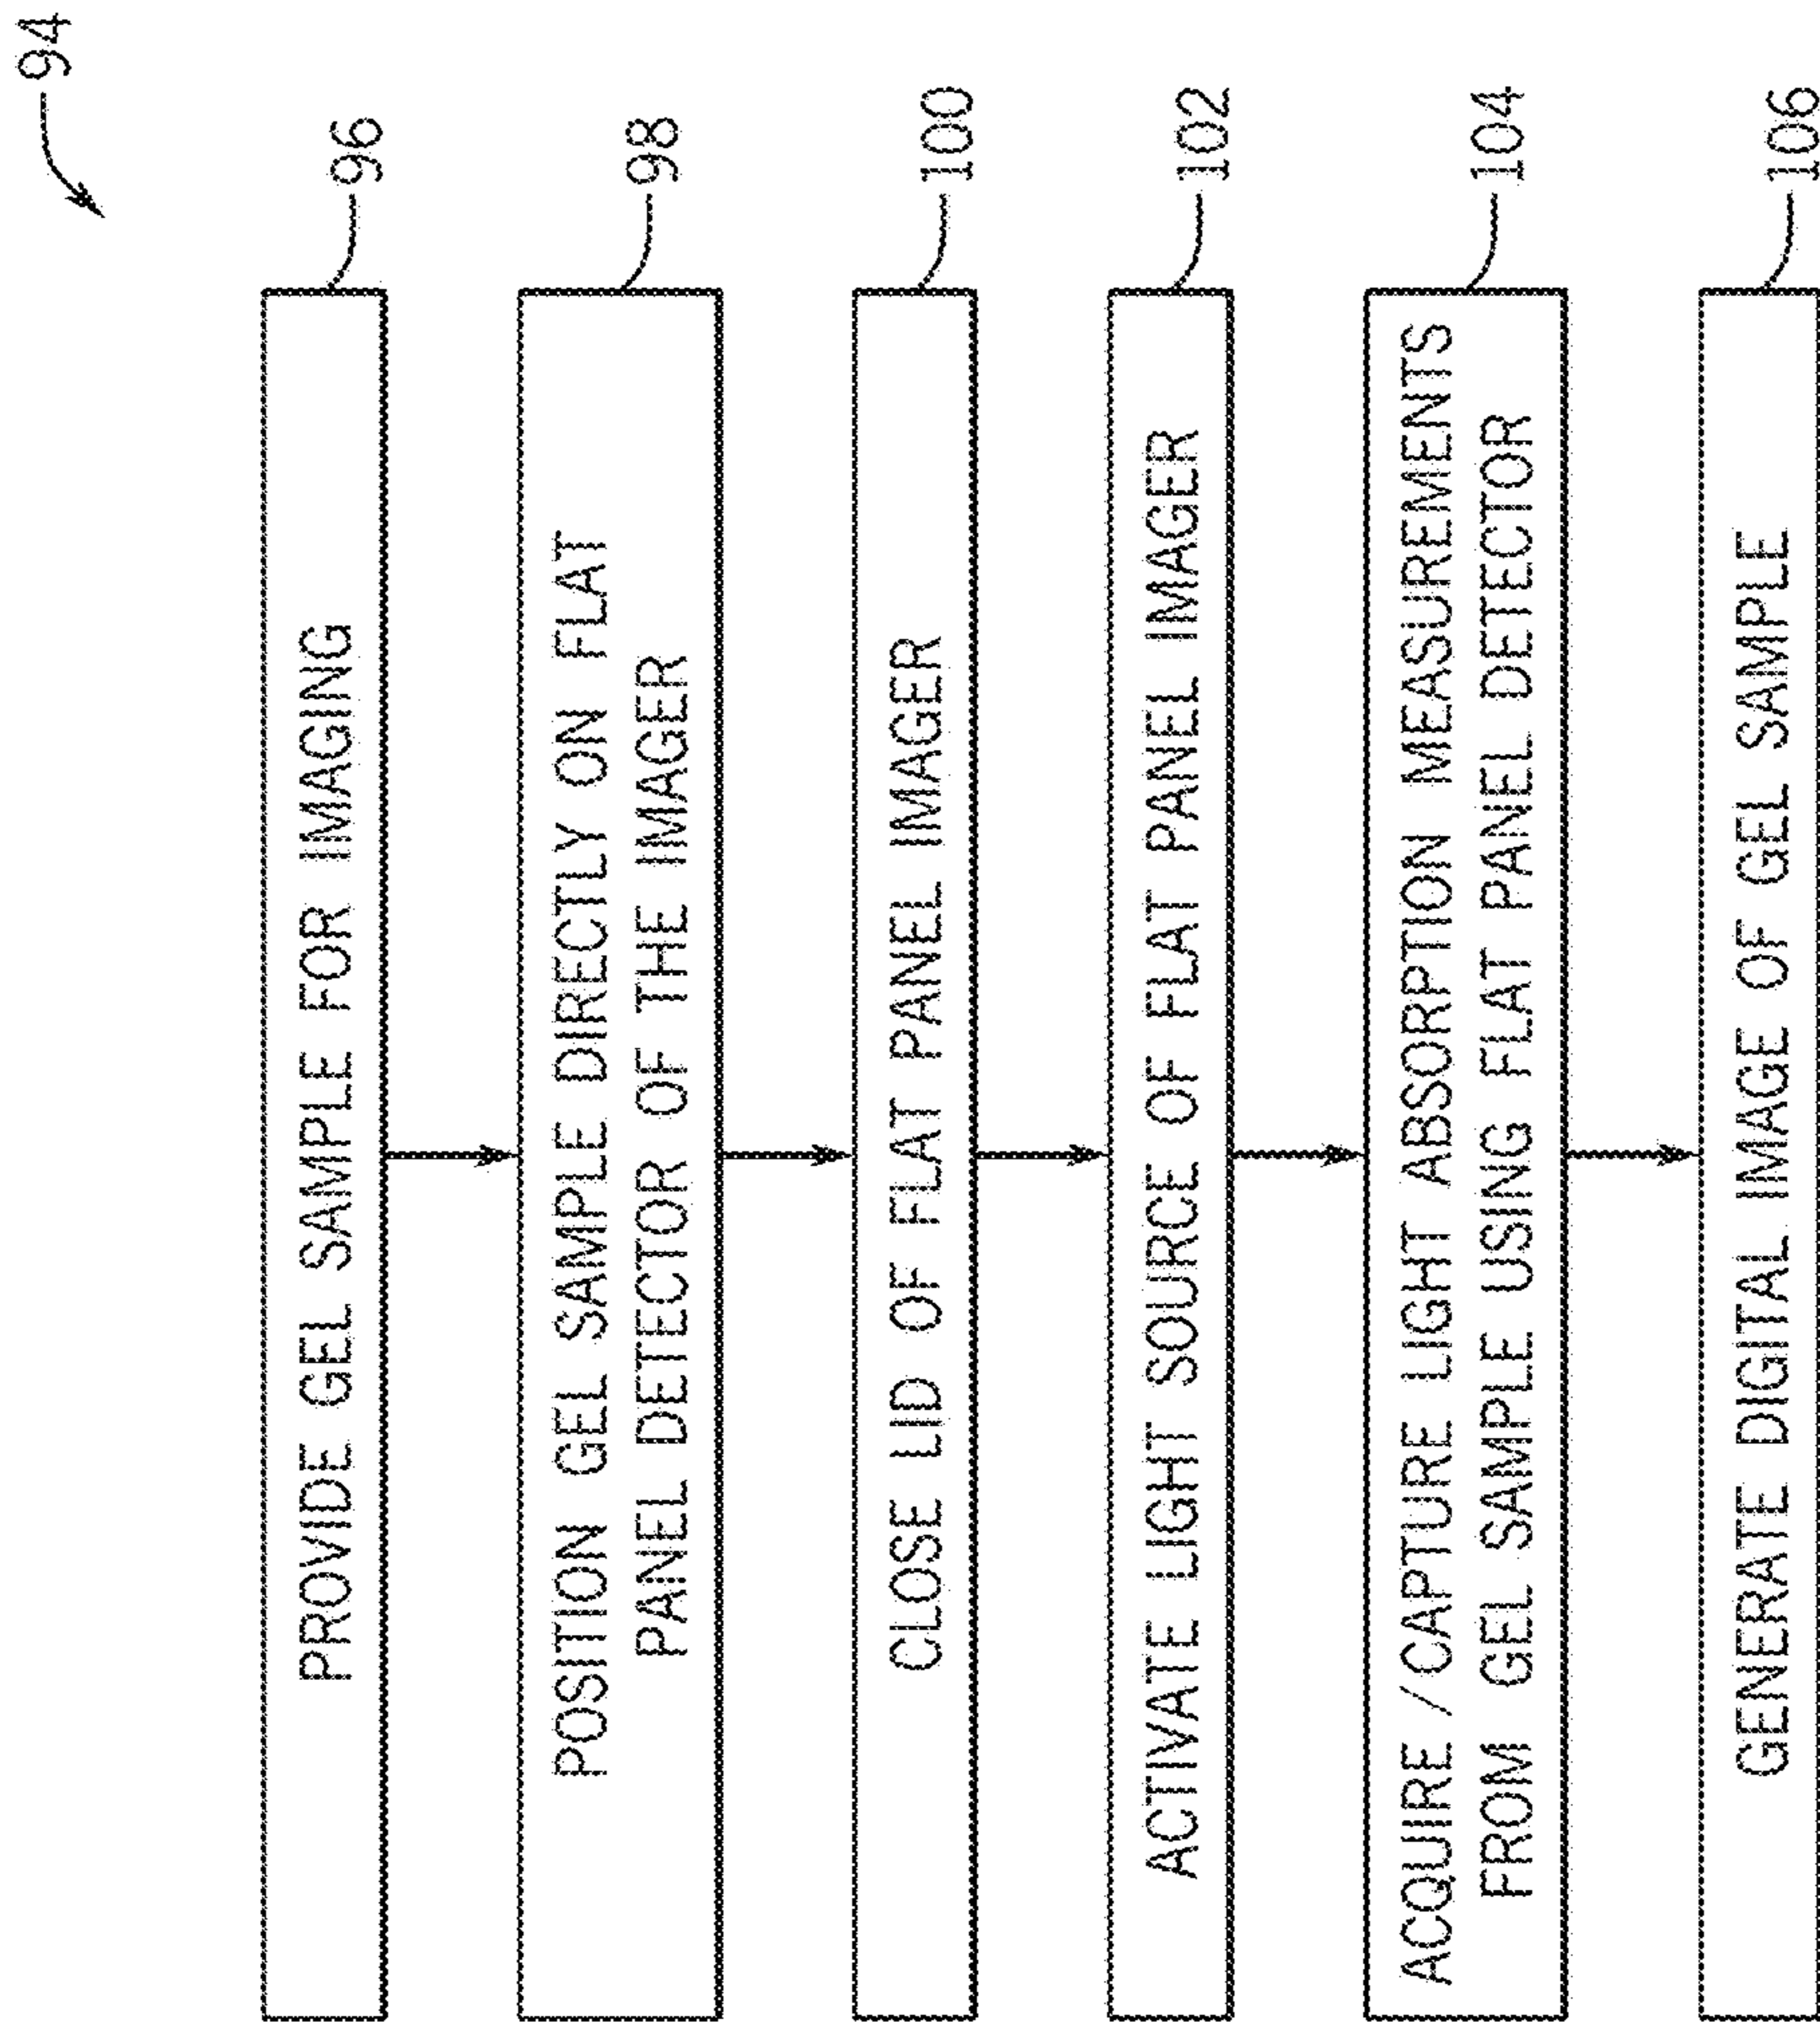 94
PROVIDE GEL SAMPLE FOR IMAGING
96
POSITION GEL SAMPLE DIRECTLY ON FLAT
PANEL DETECTOR OF THE IMAGER
98
CLOSE LID OF FLAT PANEL IMAGER
100
ACTIVATE LIGHT SOURCE OF FLAT PANEL IMAGER
102
ACQUIRE/CAPTURE LIGHT ABSORPTION MEASUREMENTS
FROM GEL SAMPLE USING FLAT PANEL DETECTOR
104
GENERATE DIGITAL IMAGE OF GEL SAMPLE
106